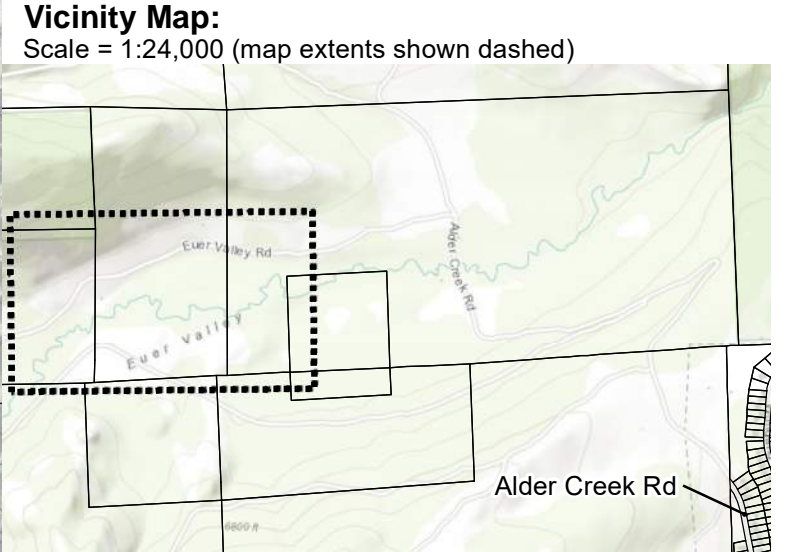 Vicinity Map:
Scale = 1:24,000 (map extents shown dashed)
Euer Valley Rd
Alder Creek Rd
Euer Valley
Alder Creek Rd
6800 ft